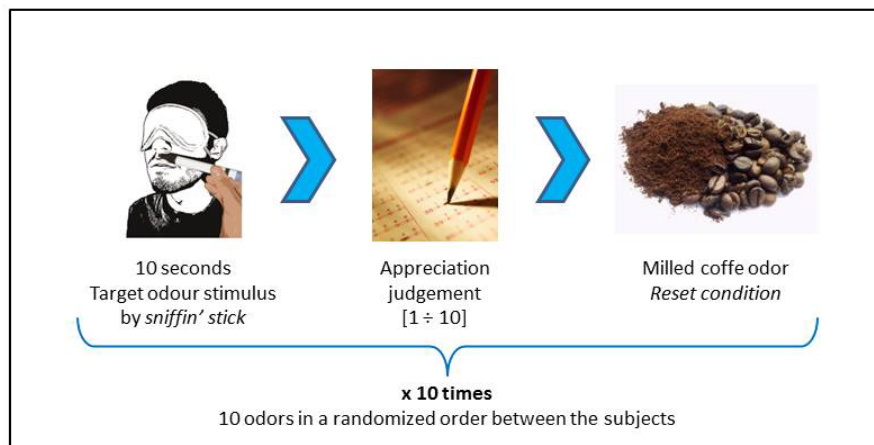 10 seconds
Target odour stimulus
by sniffin’ stick
Appreciation
judgement
[1 ÷ 10]
Milled coffe odor
Reset condition
x 10 times
10 odors in a randomized order between the subjects